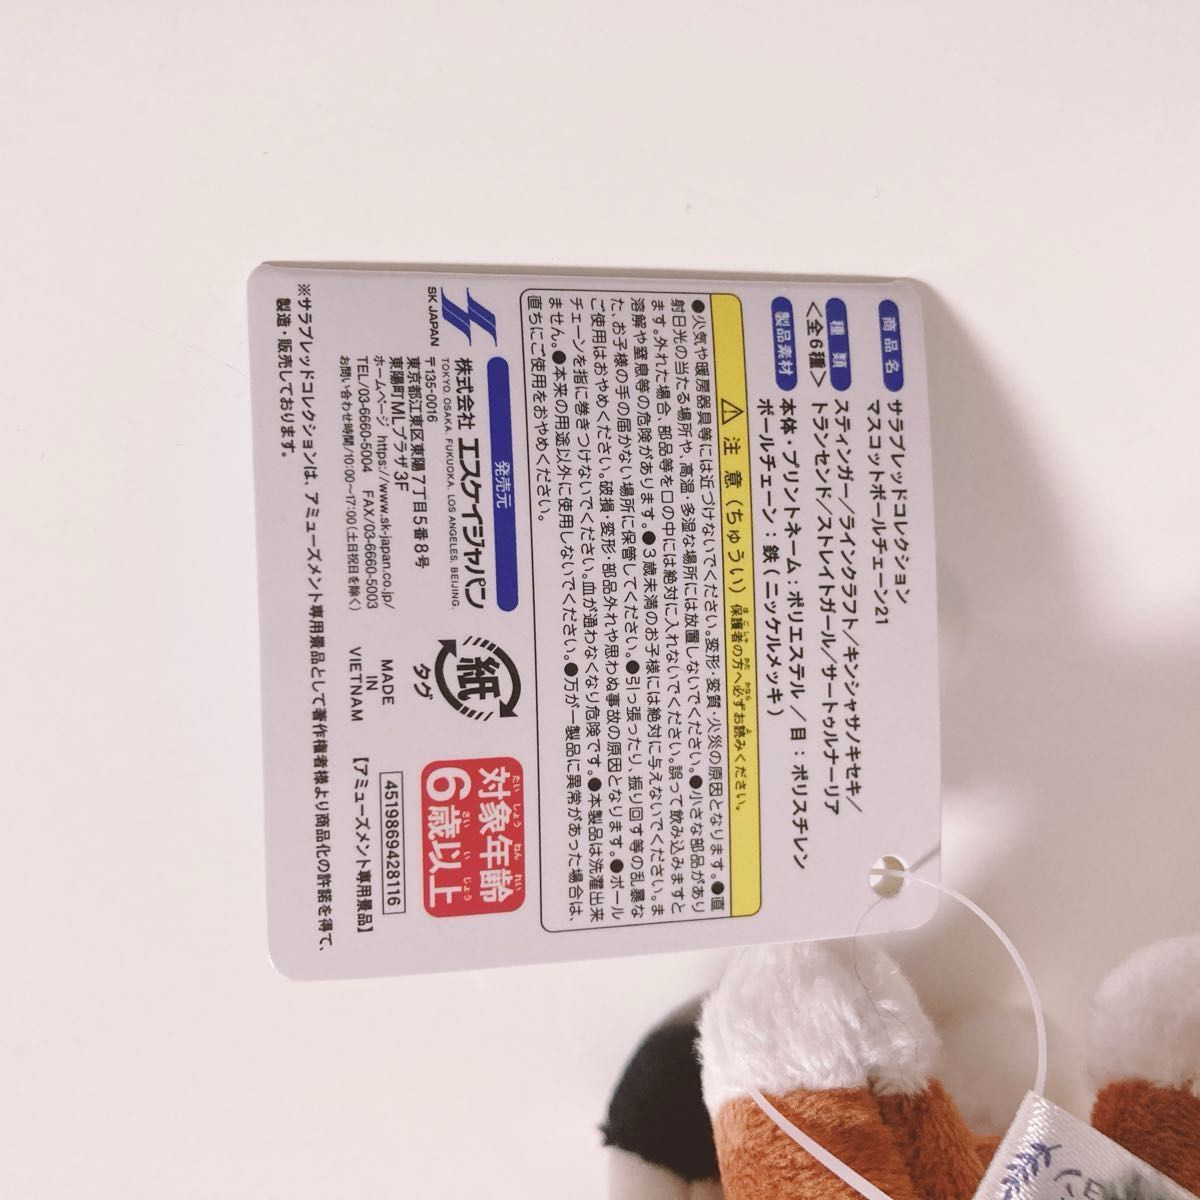 商品名
サラブレッドコレクション
マスコットボールチェーン21
種類
<全6種>
スティンガー/ラインクラフト/キンシャサノキセキ/
トランセンド/ストレイトガール/サートゥルナーリア
製品素材
本体・プリントネーム:ポリエステル/目:ポリスチレン
ボールチェーン:鉄(ニッケルメッキ)
⚠ 注意(ちゅうい) 保護者の方へ必ずお読みください。
●火気や暖房器具等には近づけないでください。変形・変質・火災の原因となります。●直
射日光の当たる場所や、高温・多湿な場所には放置しないでください。●小さな部品があり
ます。外れた場合、部品等を口の中には絶対に入れないでください。誤って飲み込みますと
溶解や窒息等の危険があります。●3歳未満のお子様には絶対に与えないでください。ま
た、お子様の手の届かない場所に保管してください。●引っ張ったり、振り回す等の乱暴な
ご使用はおやめください。破損・変形・部品外れや思わぬ事故の原因となります。●ボール
チェーンを指に巻きつけないでください。血が通わなくなり危険です。●本製品は洗濯出来
ません。●本来の用途以外に使用しないでください。●万が一製品に異常があった場合は、
直ちにご使用をおやめください。
発売元
SK JAPAN
株式会社 エスケイジャパン
TOKYO OSAKA, FUKUOKA, LOS ANGELES, BEIJING.
〒135-0016
東京都江東区東陽7丁目5番8号
東陽町MLプラザ3F
ホームページ https://www.sk-japan.co.jp/
TEL/03-6660-5004 FAX/03-6660-5003
お問い合わせ時間/10:00~17:00(土日祝日を除く)
紙
タグ
MADE
IN
VIETNAM
対象年齢
6歳以上
4519869428116
【アミューズメント専用景品】
※サラブレッドコレクションは、アミューズメント専用景品として著作権者様より商品化の許諾を得て、
製造・販売しております。